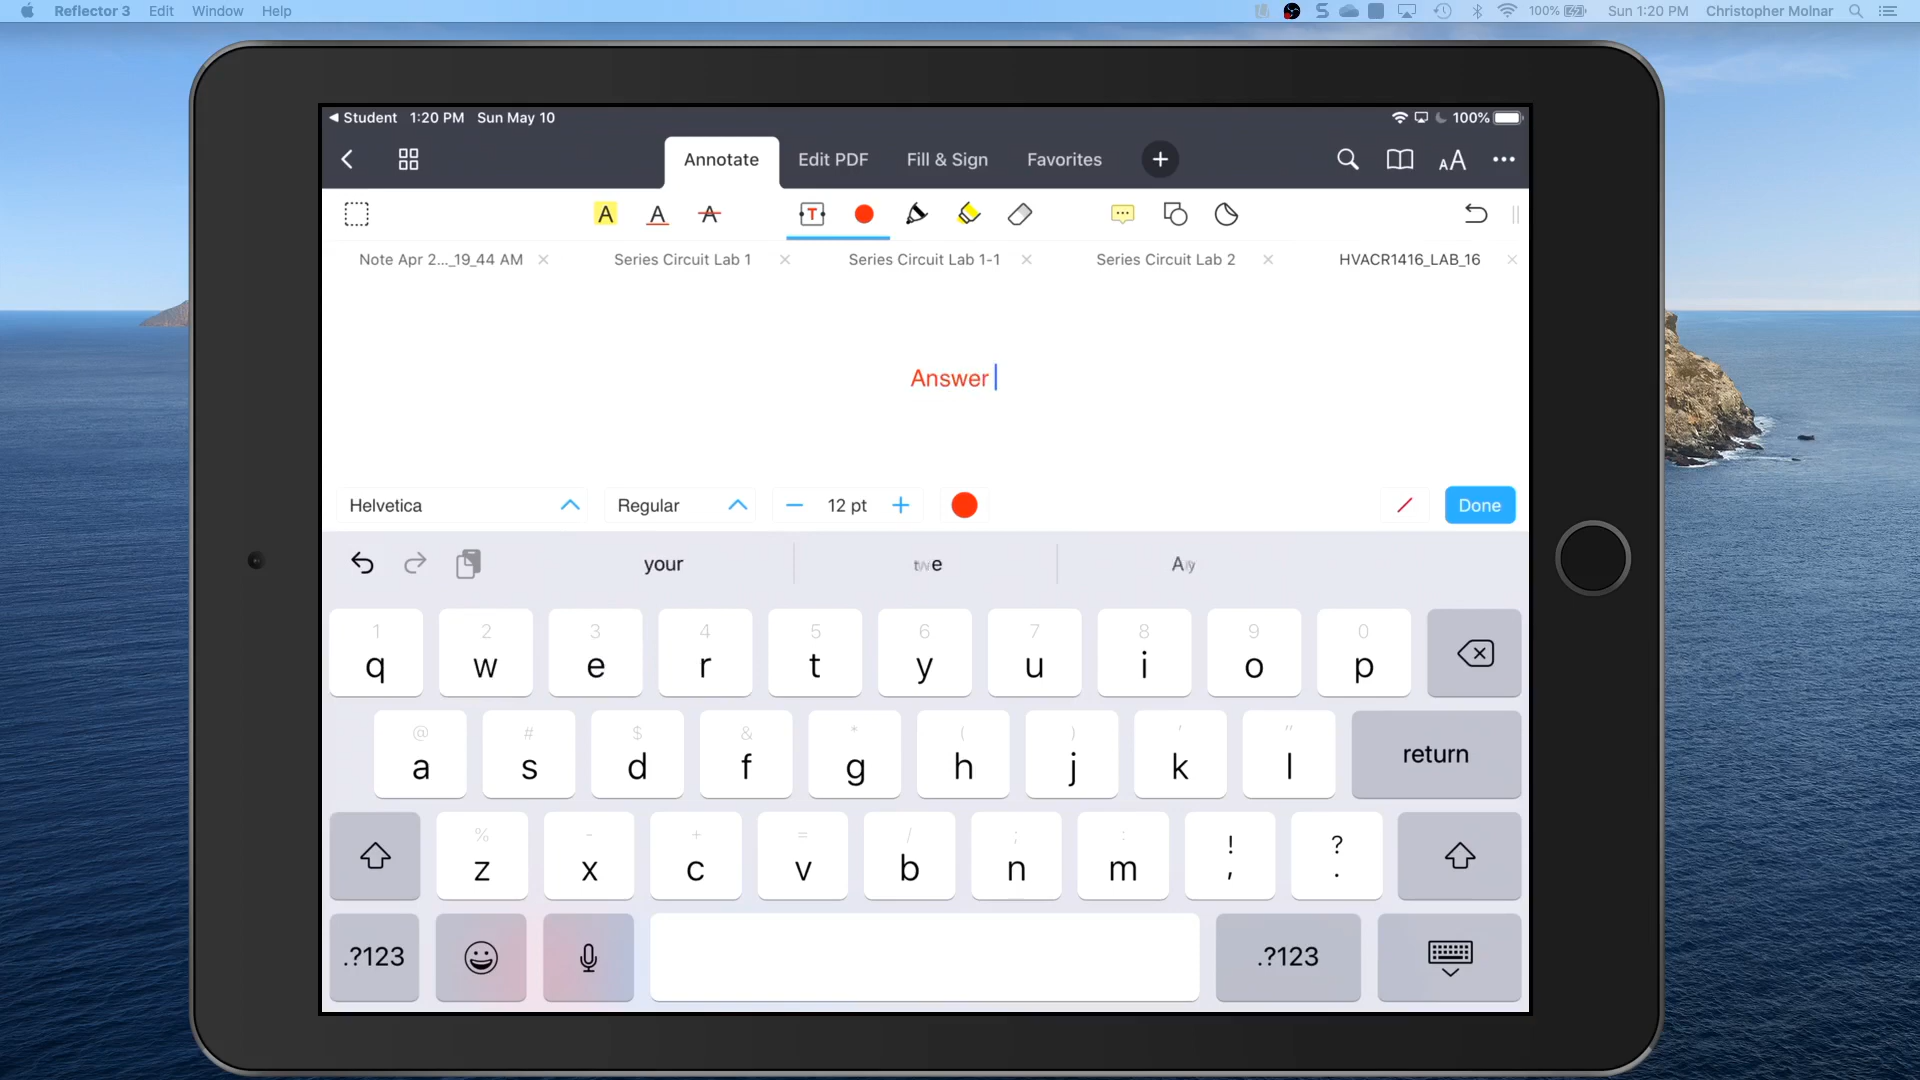 Reflector 3 Edit Window Help 100% Sun 1:20 PM Christopher Molnar
Student 1:20 PM Sun May 10 100%
Annotate Edit PDF Fill & Sign Favorites AA
A A A T
Note Apr 2..._19_44 AM Series Circuit Lab 1 Series Circuit Lab 1-1 Series Circuit Lab 2 HVACR1416_LAB_16
Answer
Helvetica Regular 12 pt Done
your
1 2 3 4 5 6 7 8 9 0
q w e r t y u i o p
@ # $ & * ( ) ' "
a s d f g h j k l return
% - + = / ; : ! ?
z x c v b n m , .
.?123 .?123